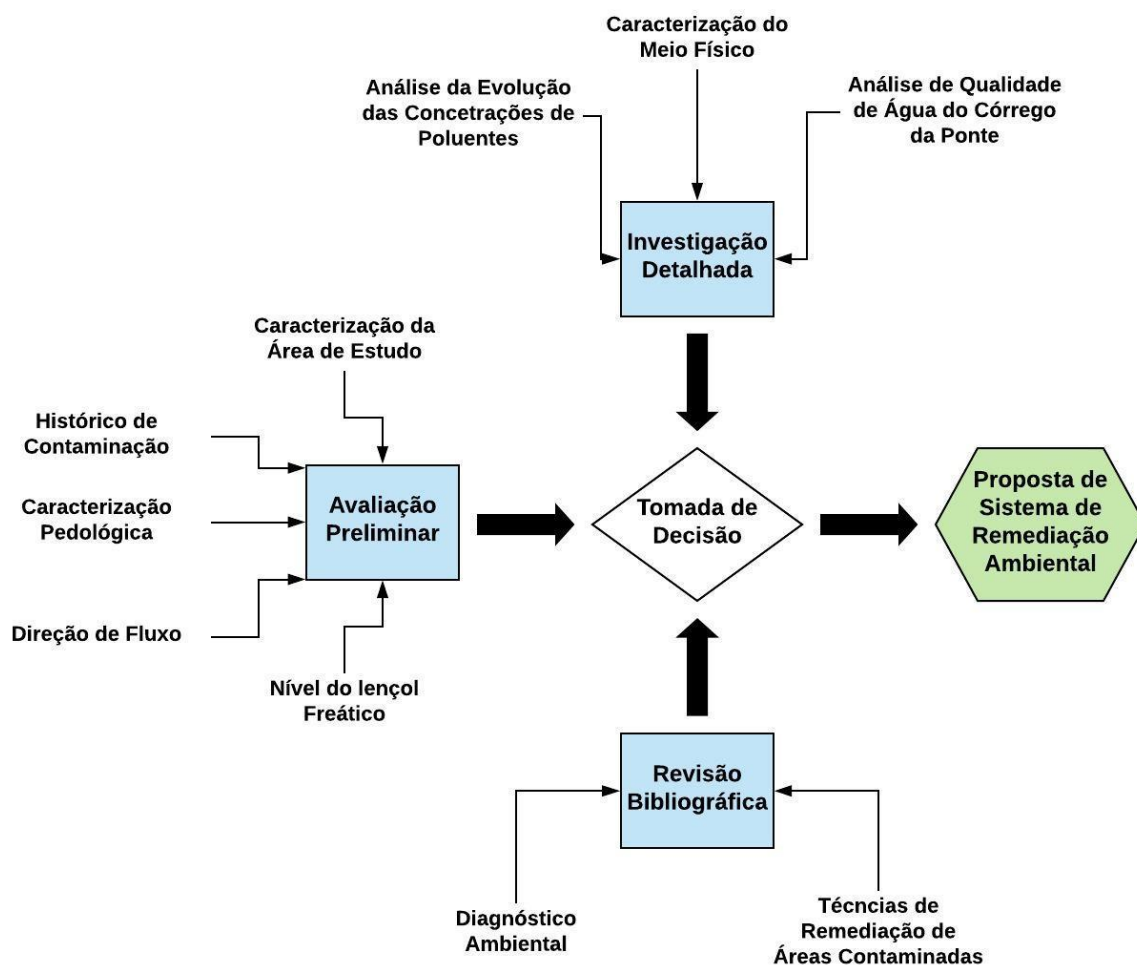 Caracterização do
Meio Físico
Análise da Evolução
das Concetrações de
Poluentes
Análise de Qualidade
de Água do Córrego
da Ponte
Investigação
Detalhada
Caracterização da
Área de Estudo
Histórico de
Contaminação
Caracterização
Pedológica
Direção de Fluxo
Avaliação
Preliminar
Nível do lençol
Freático
Tomada de
Decisão
Proposta de
Sistema de
Remediação
Ambiental
Revisão
Bibliográfica
Diagnóstico
Ambiental
Técncias de
Remediação de
Áreas Contaminadas